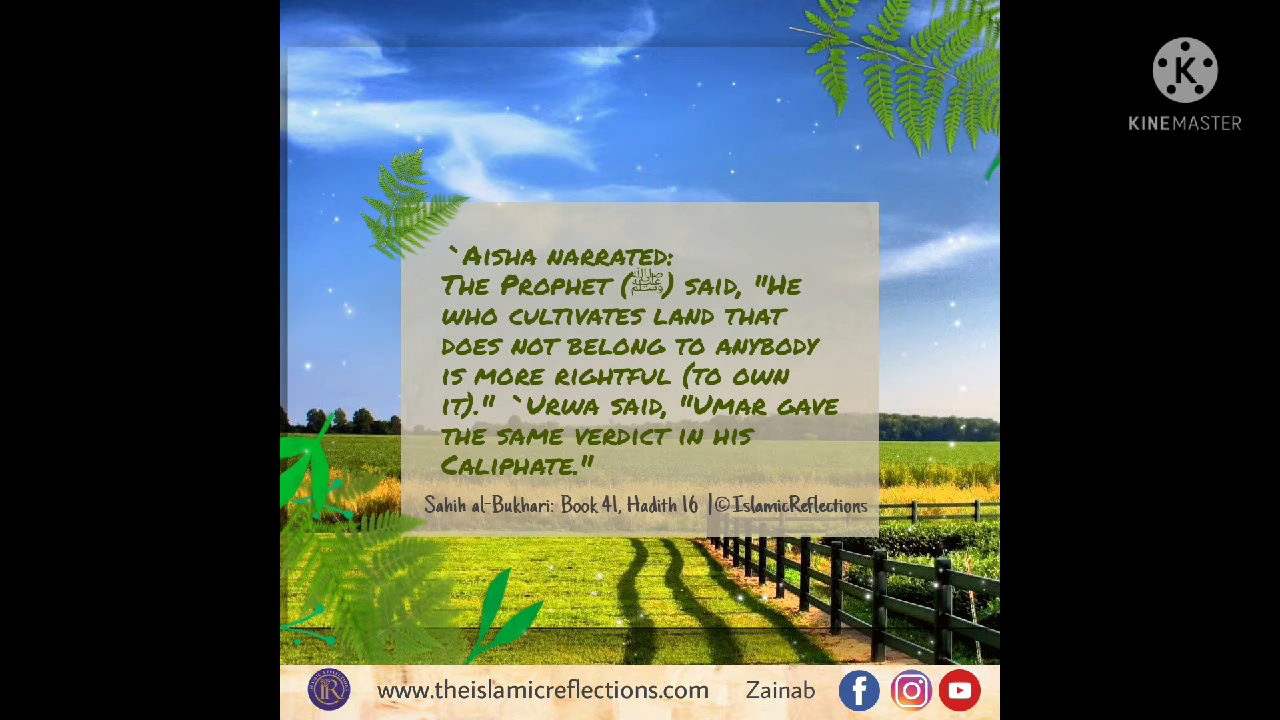 K
KINEMASTER
`Aisha narrated:
The Prophet (ﷺ) said, "He
who cultivates land that
does not belong to anybody
is more rightful (to own
it)." `Urwa said, "Umar gave
the same verdict in his
Caliphate."
Sahih al-Bukhari: Book 41, Hadith 16 |©IslamicReflections
www.theislamicreflections.com Zainab